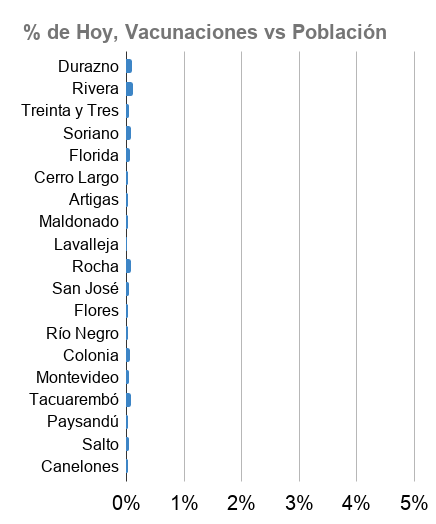 % de Hoy, Vacunaciones vs Población
Durazno
Rivera
Treinta y Tres
Soriano
Florida
Cerro Largo
Artigas
Maldonado
Lavalleja
Rocha
San José
Flores
Río Negro
Colonia
Montevideo
Tacuarembó
Paysandú
Salto
Canelones
0% 1% 2% 3% 4% 5%